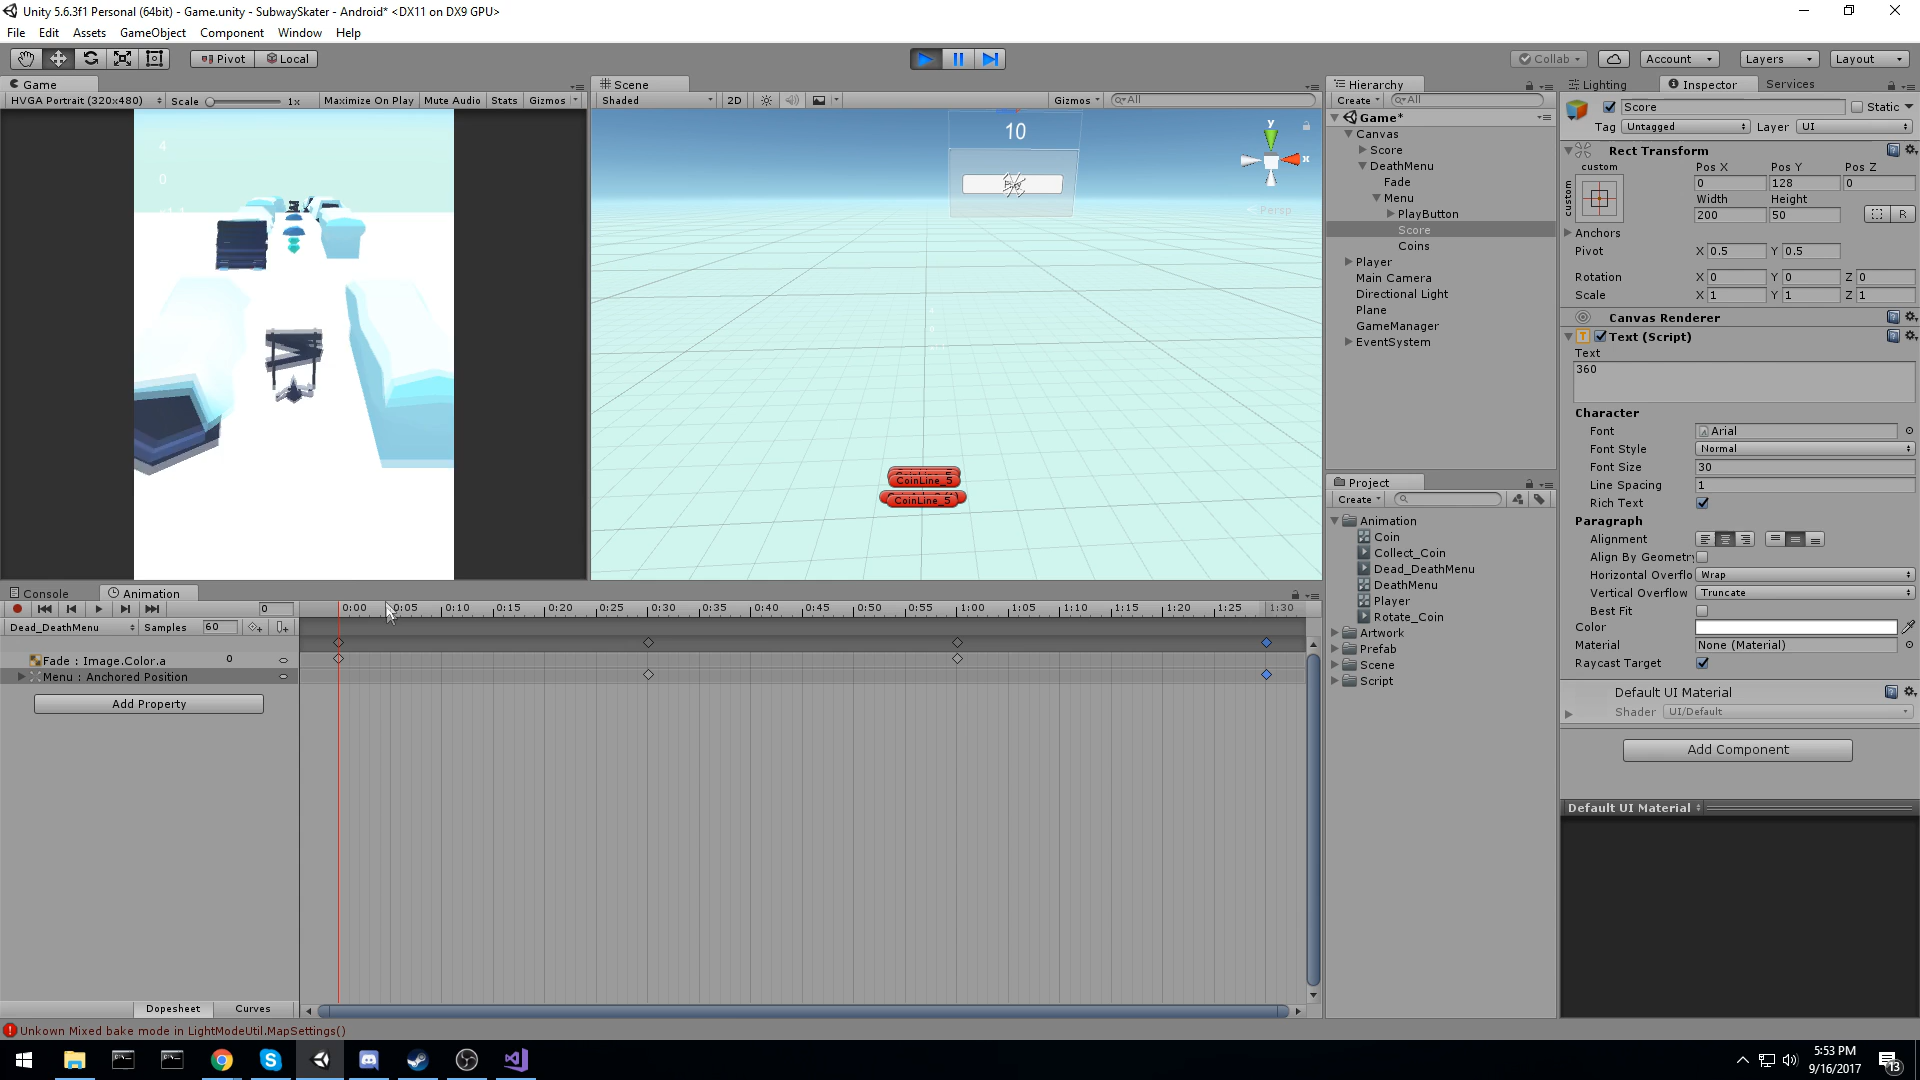 Unity 5.6.3f1 Personal (64bit) - Game.unity - SubwaySkater - Android* <DX11 on DX9 GPU>
File Edit Assets GameObject Component Window Help
Pivot Local
Collab Account Layers Layout
Game
HVGA Portrait (320x480) Scale 1x Maximize On Play Mute Audio Stats Gizmos
4
0
Scene
Shaded 2D Gizmos All
10
y
x
Persp
CoinLine_5
CoinLine_5
Hierarchy
Create All
Game*
Canvas
Score
DeathMenu
Fade
Menu
PlayButton
Score
Coins
Player
Main Camera
Directional Light
Plane
GameManager
EventSystem
Project
Create
Animation
Coin
Collect_Coin
Dead_DeathMenu
DeathMenu
Player
Rotate_Coin
Artwork
Prefab
Scene
Script
Lighting Inspector Services
Score Static
Tag Untagged Layer UI
Rect Transform
custom Pos X Pos Y Pos Z
custom
0 128 0
Width Height
200 50 R
Anchors
Pivot X 0.5 Y 0.5
Rotation X 0 Y 0 Z 0
Scale X 1 Y 1 Z 1
Canvas Renderer
Text (Script)
Text
360
Character
Font Arial
Font Style Normal
Font Size 30
Line Spacing 1
Rich Text
Paragraph
Alignment
Align By Geometry
Horizontal Overflo Wrap
Vertical Overflow Truncate
Best Fit
Color
Material None (Material)
Raycast Target
Default UI Material
Shader UI/Default
Add Component
Default UI Material
Console Animation
0 0:00 0:05 0:10 0:15 0:20 0:25 0:30 0:35 0:40 0:45 0:50 0:55 1:00 1:05 1:10 1:15 1:20 1:25 1:30
Dead_DeathMenu Samples 60
Fade : Image.Color.a 0
Menu : Anchored Position
Add Property
Dopesheet Curves
Unkown Mixed bake mode in LightModeUtil.MapSettings()
5:53 PM
9/16/2017
13